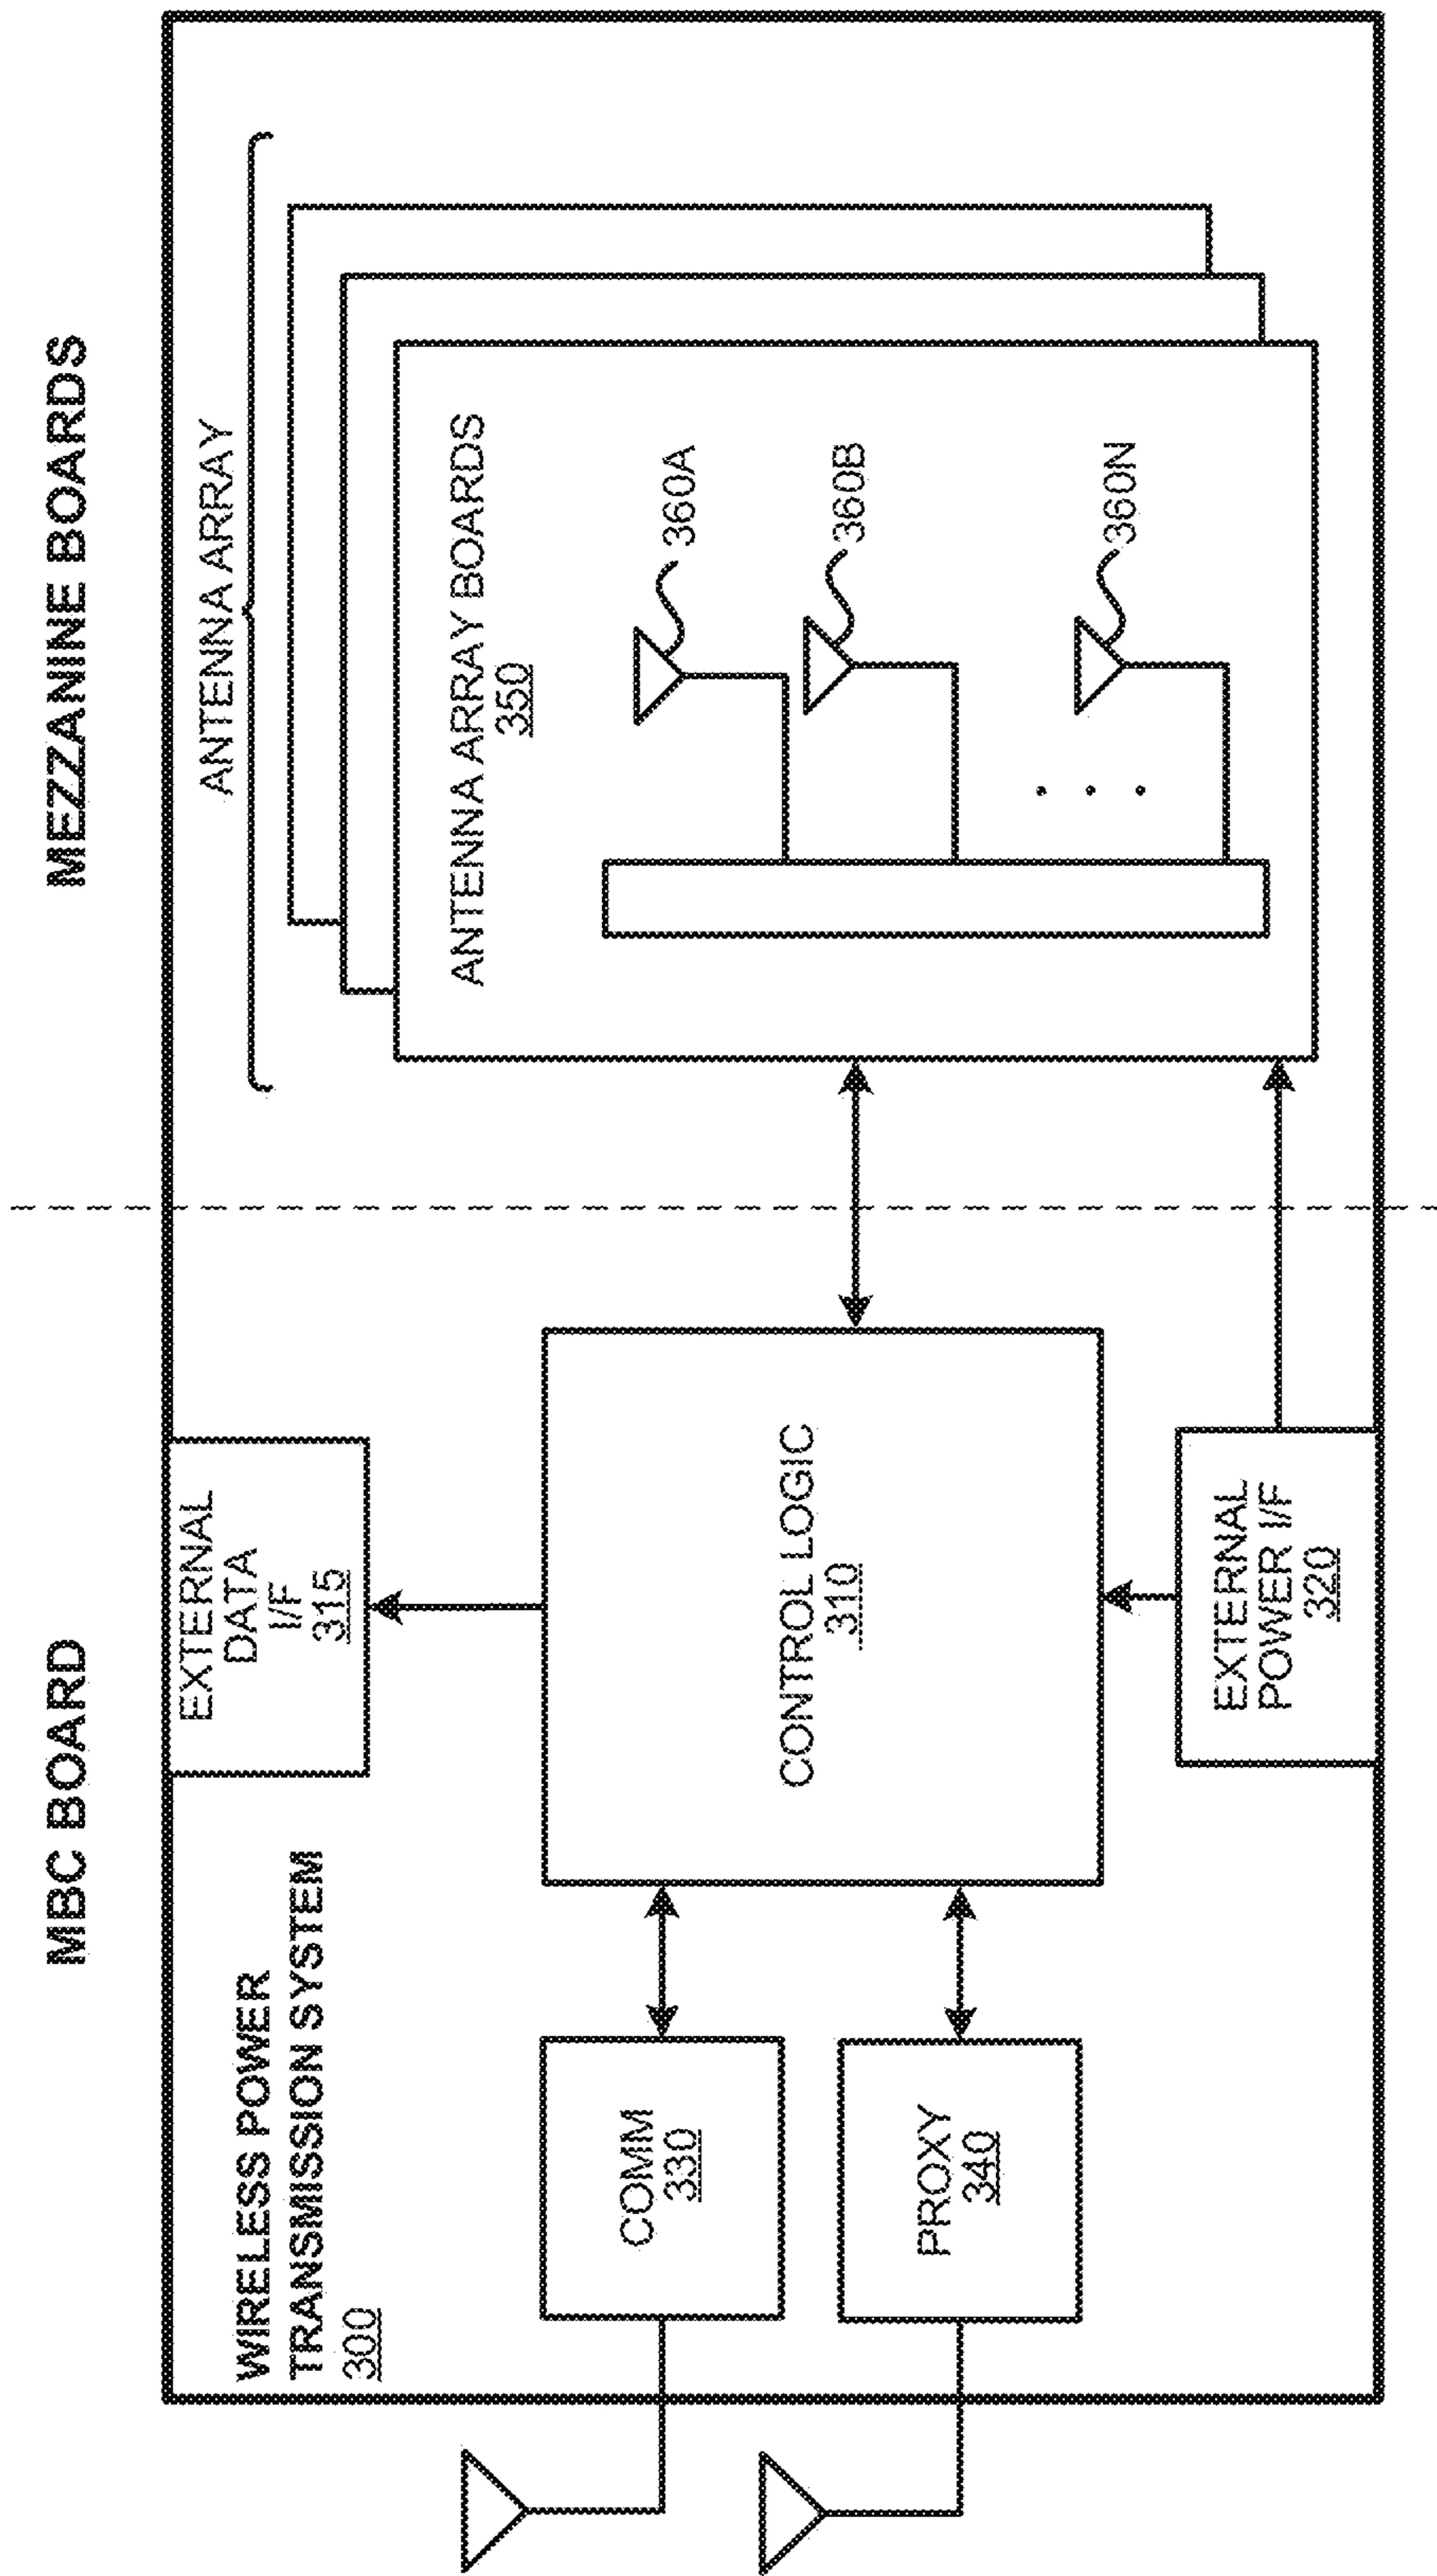 MBC BOARD
MEZZANINE BOARDS
WIRELESS POWER
TRANSMISSION SYSTEM
300
EXTERNAL
DATA
I/F
315
ANTENNA ARRAY
COMM
330
PROXY
340
CONTROL LOGIC
310
EXTERNAL
POWER I/F
320
ANTENNA ARRAY BOARDS
350
360A
360B
360N